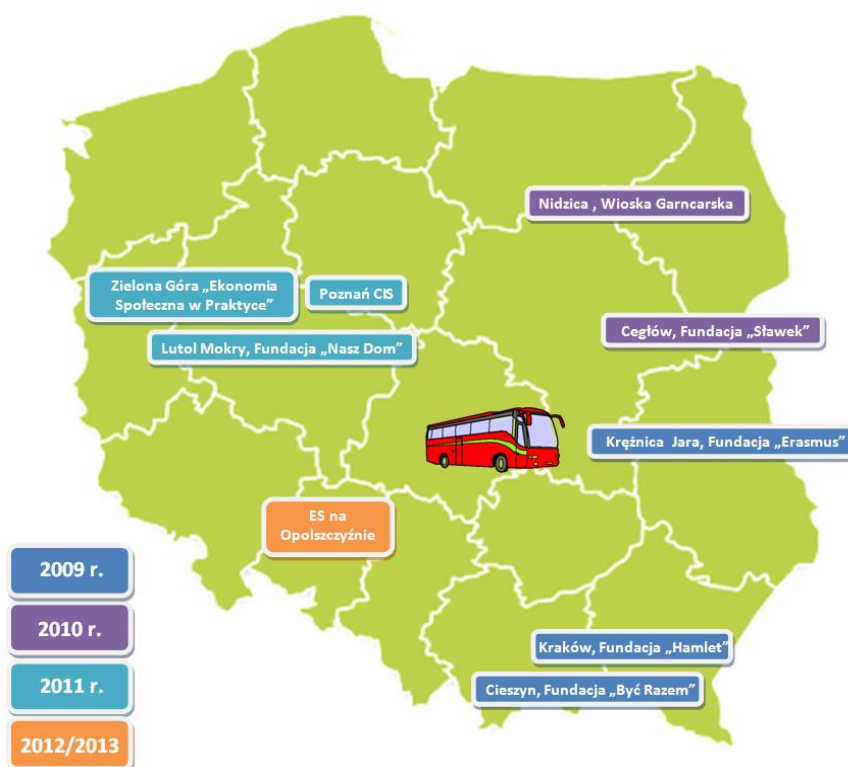 Nidzica , Wioska Garncarska
Zielona Góra „Ekonomia
Społeczna w Praktyce”
Poznań CIS
Cegłów, Fundacja „Sławek”
Lutol Mokry, Fundacja „Nasz Dom”
Krężnica Jara, Fundacja „Erasmus”
ES na
Opolszczyźnie
2009 r.
2010 r.
Kraków, Fundacja „Hamlet”
2011 r.
Cieszyn, Fundacja „Być Razem”
2012/2013